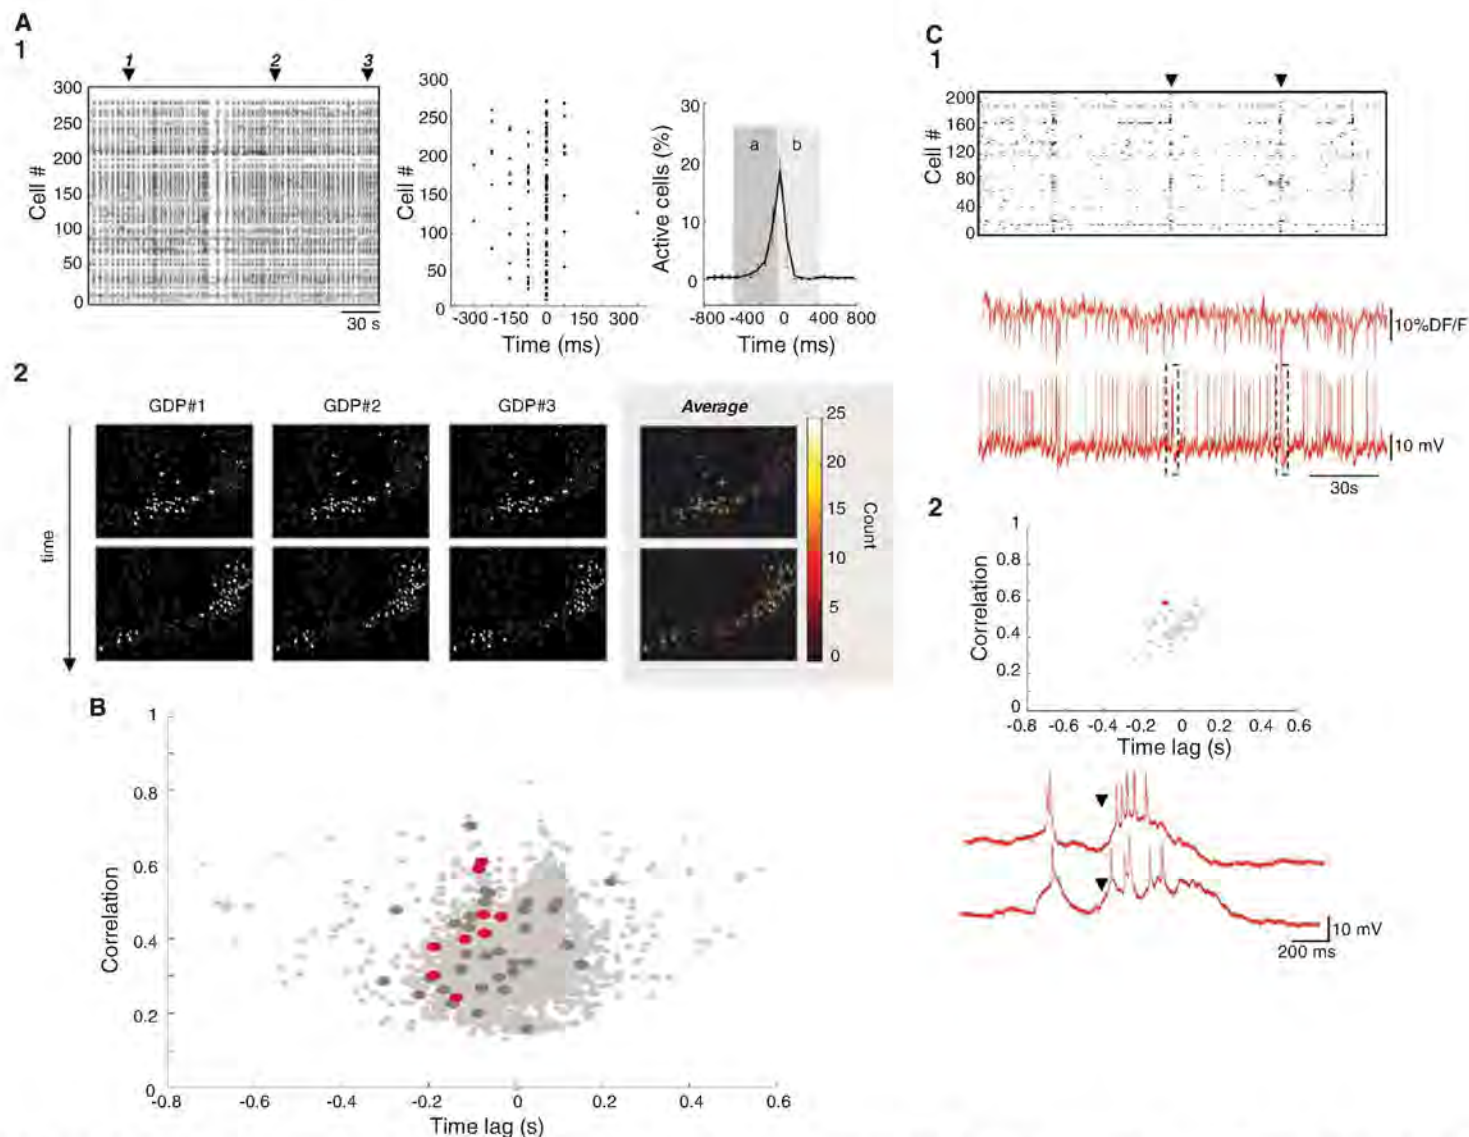 A
1
1 2 3
300
250
200
150
100
50
0
Cell #
30 s
300
250
200
150
100
50
0
Cell #
-300 -150 0 150 300
Time (ms)
30
20
10
0
Active cells (%)
a b
-800 -400 0 400 800
Time (ms)
2
GDP#1 GDP#2 GDP#3 Average
time
25
20
15
10
5
0
Count
B
1
0.8
0.6
0.4
0.2
0
Correlation
-0.8 -0.6 -0.4 -0.2 0 0.2 0.4 0.6
Time lag (s)
C
1
200
160
120
80
40
0
Cell #
10%DF/F
10 mV
30s
2
1
0.8
0.6
0.4
0.2
0
Correlation
-0.8 -0.6 -0.4 -0.2 0 0.2 0.4 0.6
Time lag (s)
10 mV
200 ms